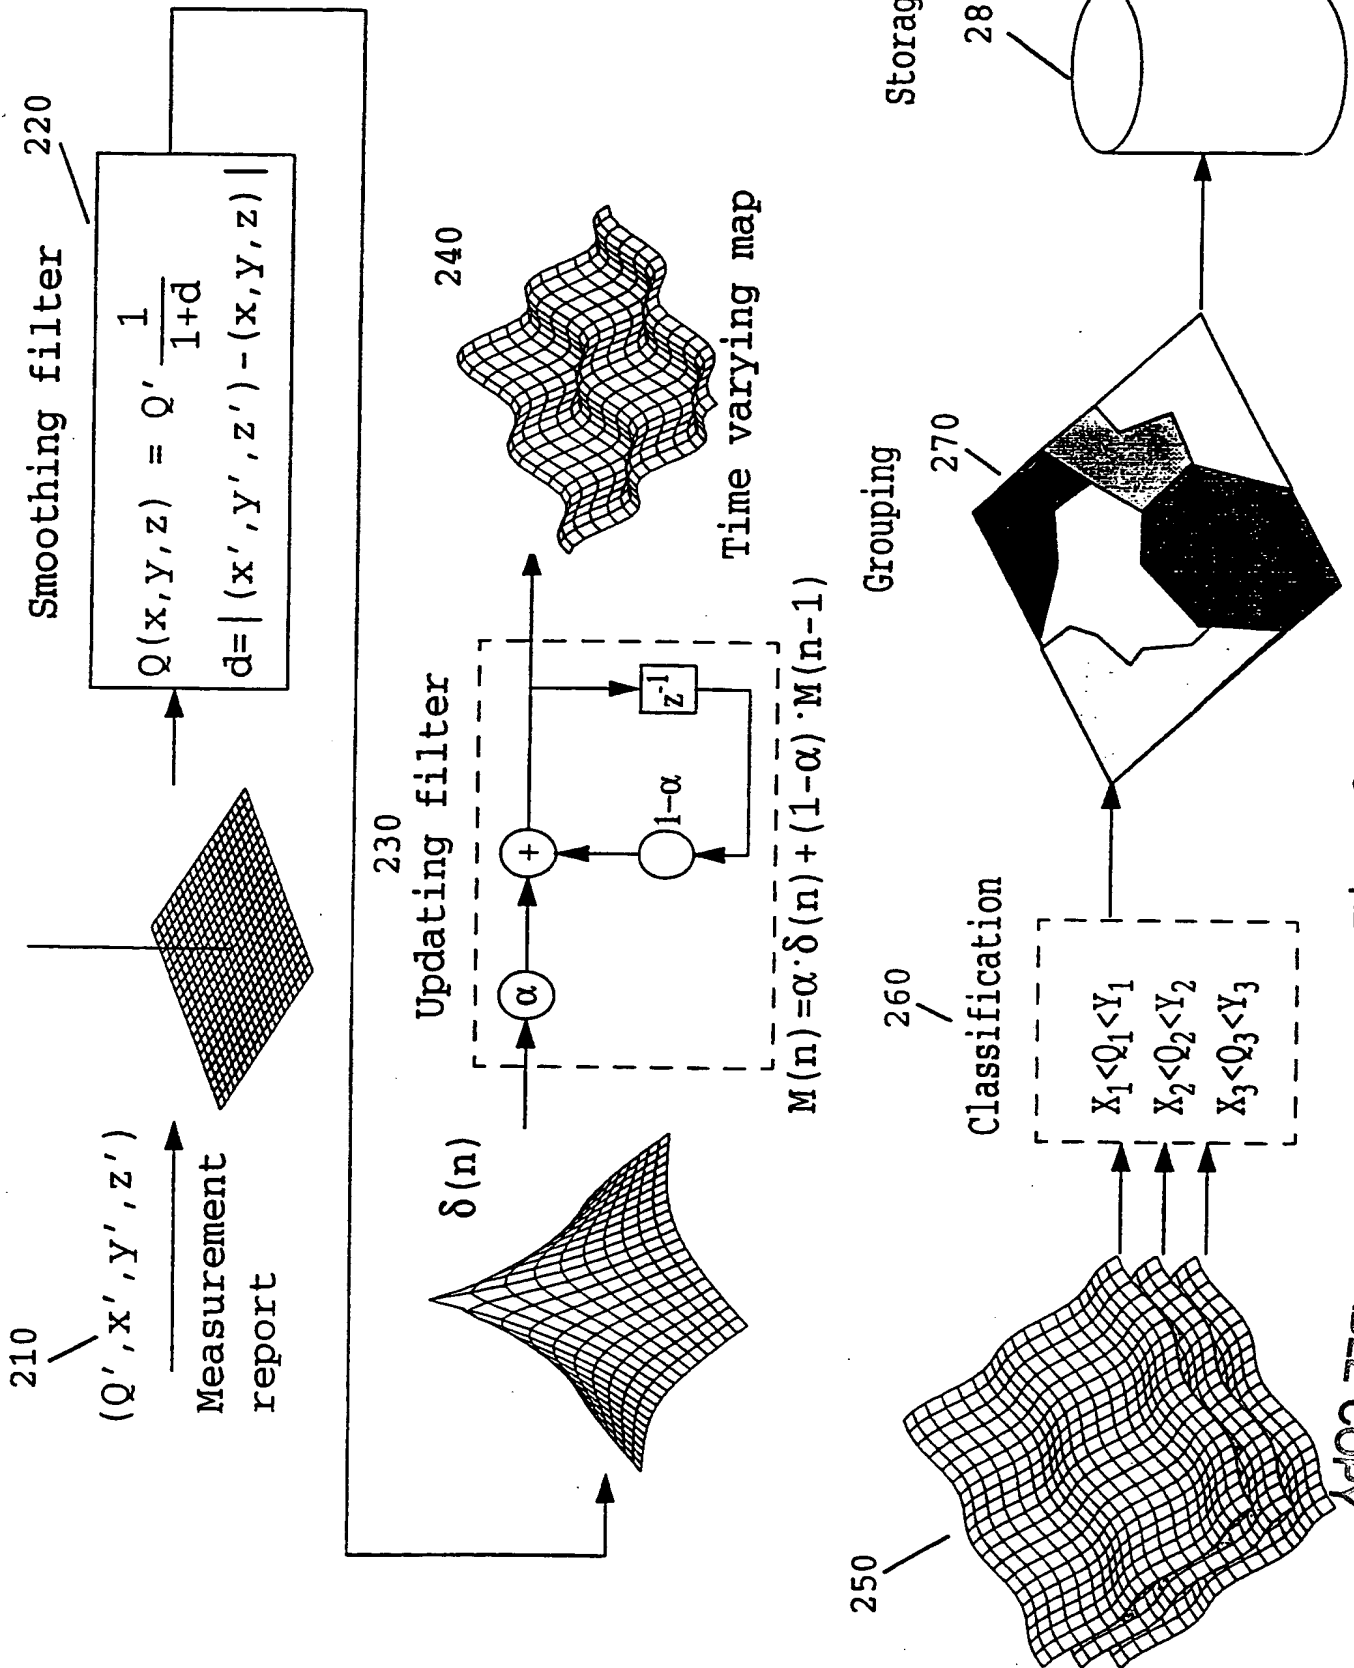 210
(Q',x',y',z')
Measurement
report
Smoothing filter
220
Q(x,y,z) = Q' 1/(1+d)
d=|(x',y',z')-(x,y,z)|
δ(n)
230
Updating filter
α
+
z⁻¹
1-α
M(n)=α·δ(n)+(1-α)·M(n-1)
240
Time varying map
250
260
Classification
X₁<Q₁<Y₁
X₂<Q₂<Y₂
X₃<Q₃<Y₃
Grouping
270
Storag
28
COPY